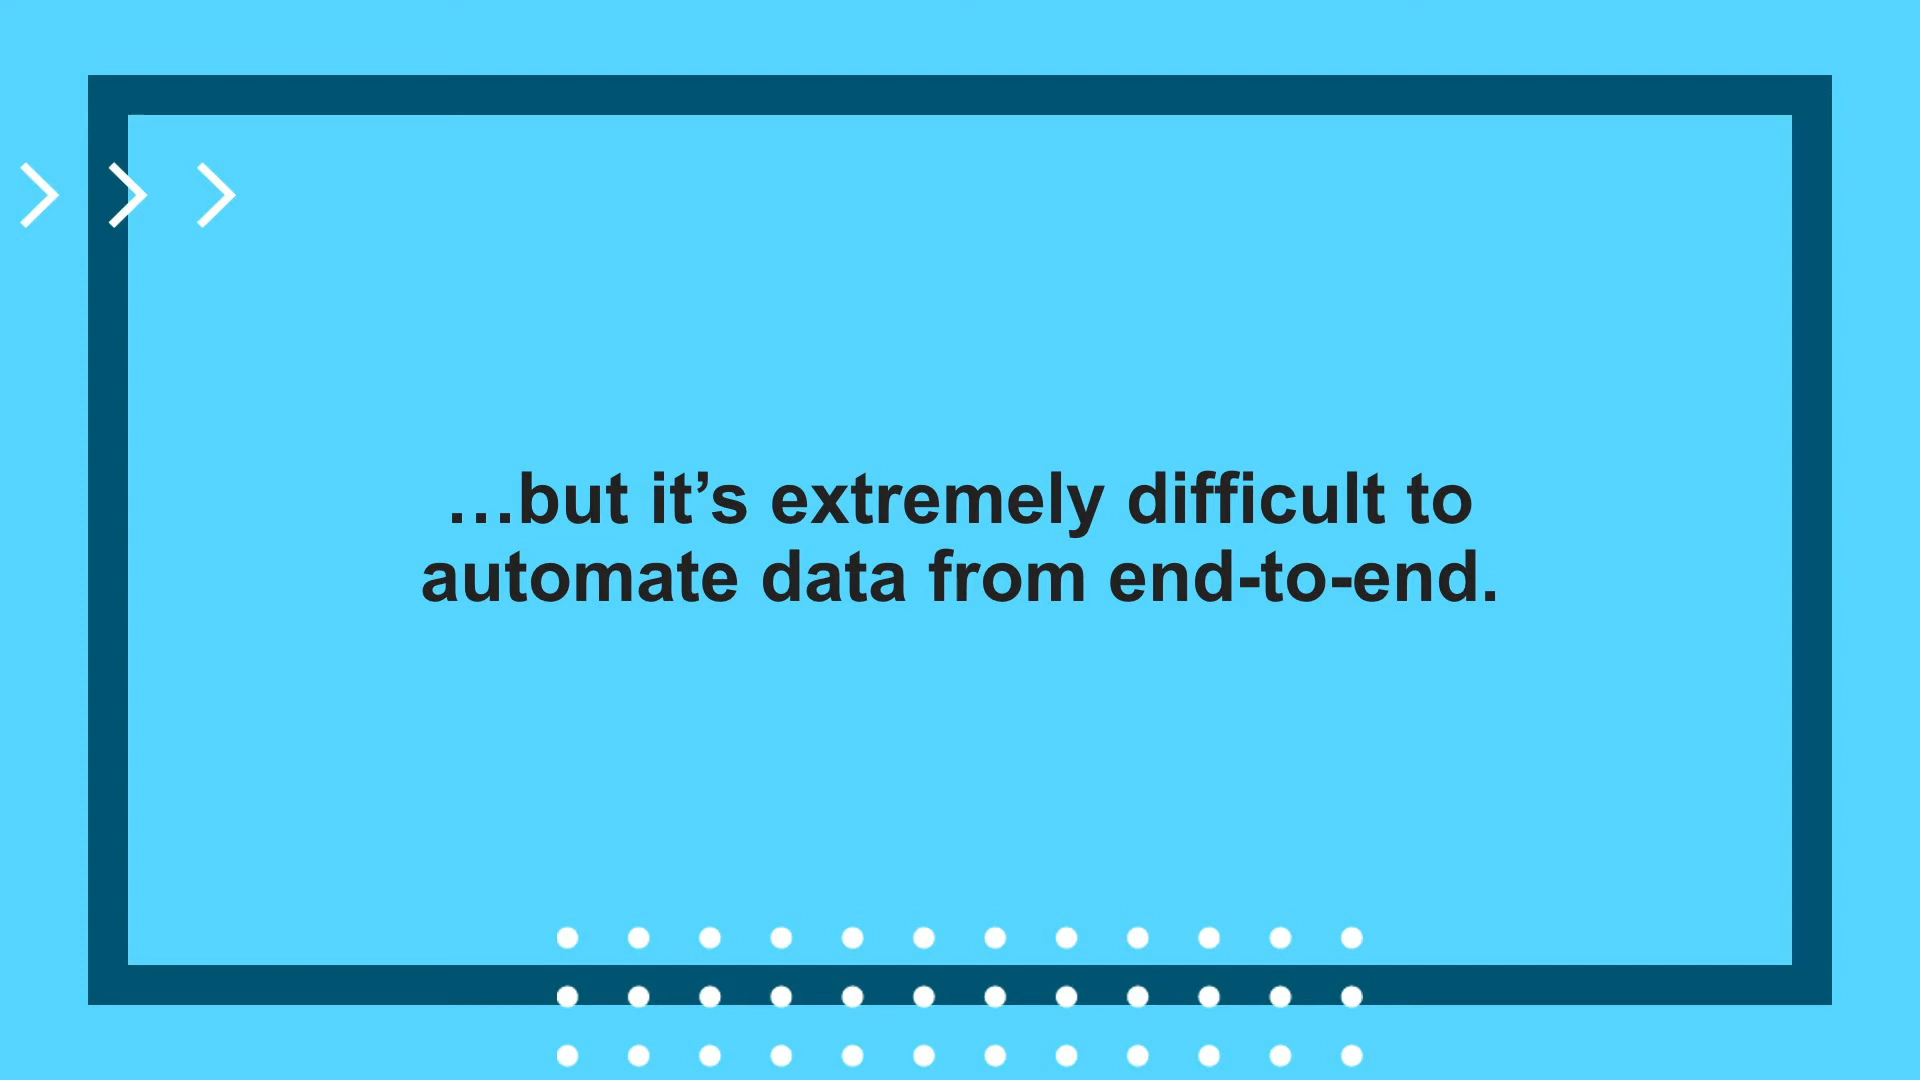 …but it’s extremely difficult to
automate data from end-to-end.